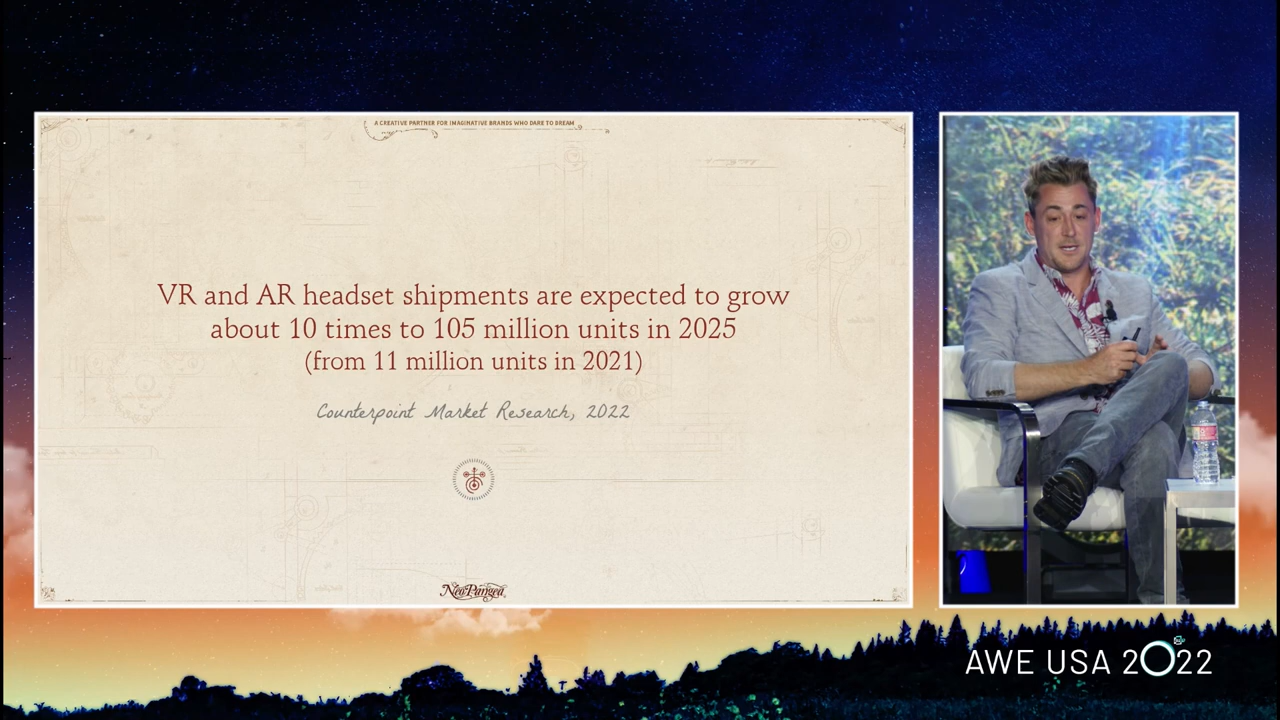 A CREATIVE PARTNER FOR IMAGINATIVE BRANDS WHO DARE TO DREAM
VR and AR headset shipments are expected to grow
about 10 times to 105 million units in 2025
(from 11 million units in 2021)
Counterpoint Market Research, 2022
NeoPangea
AWE USA 2022